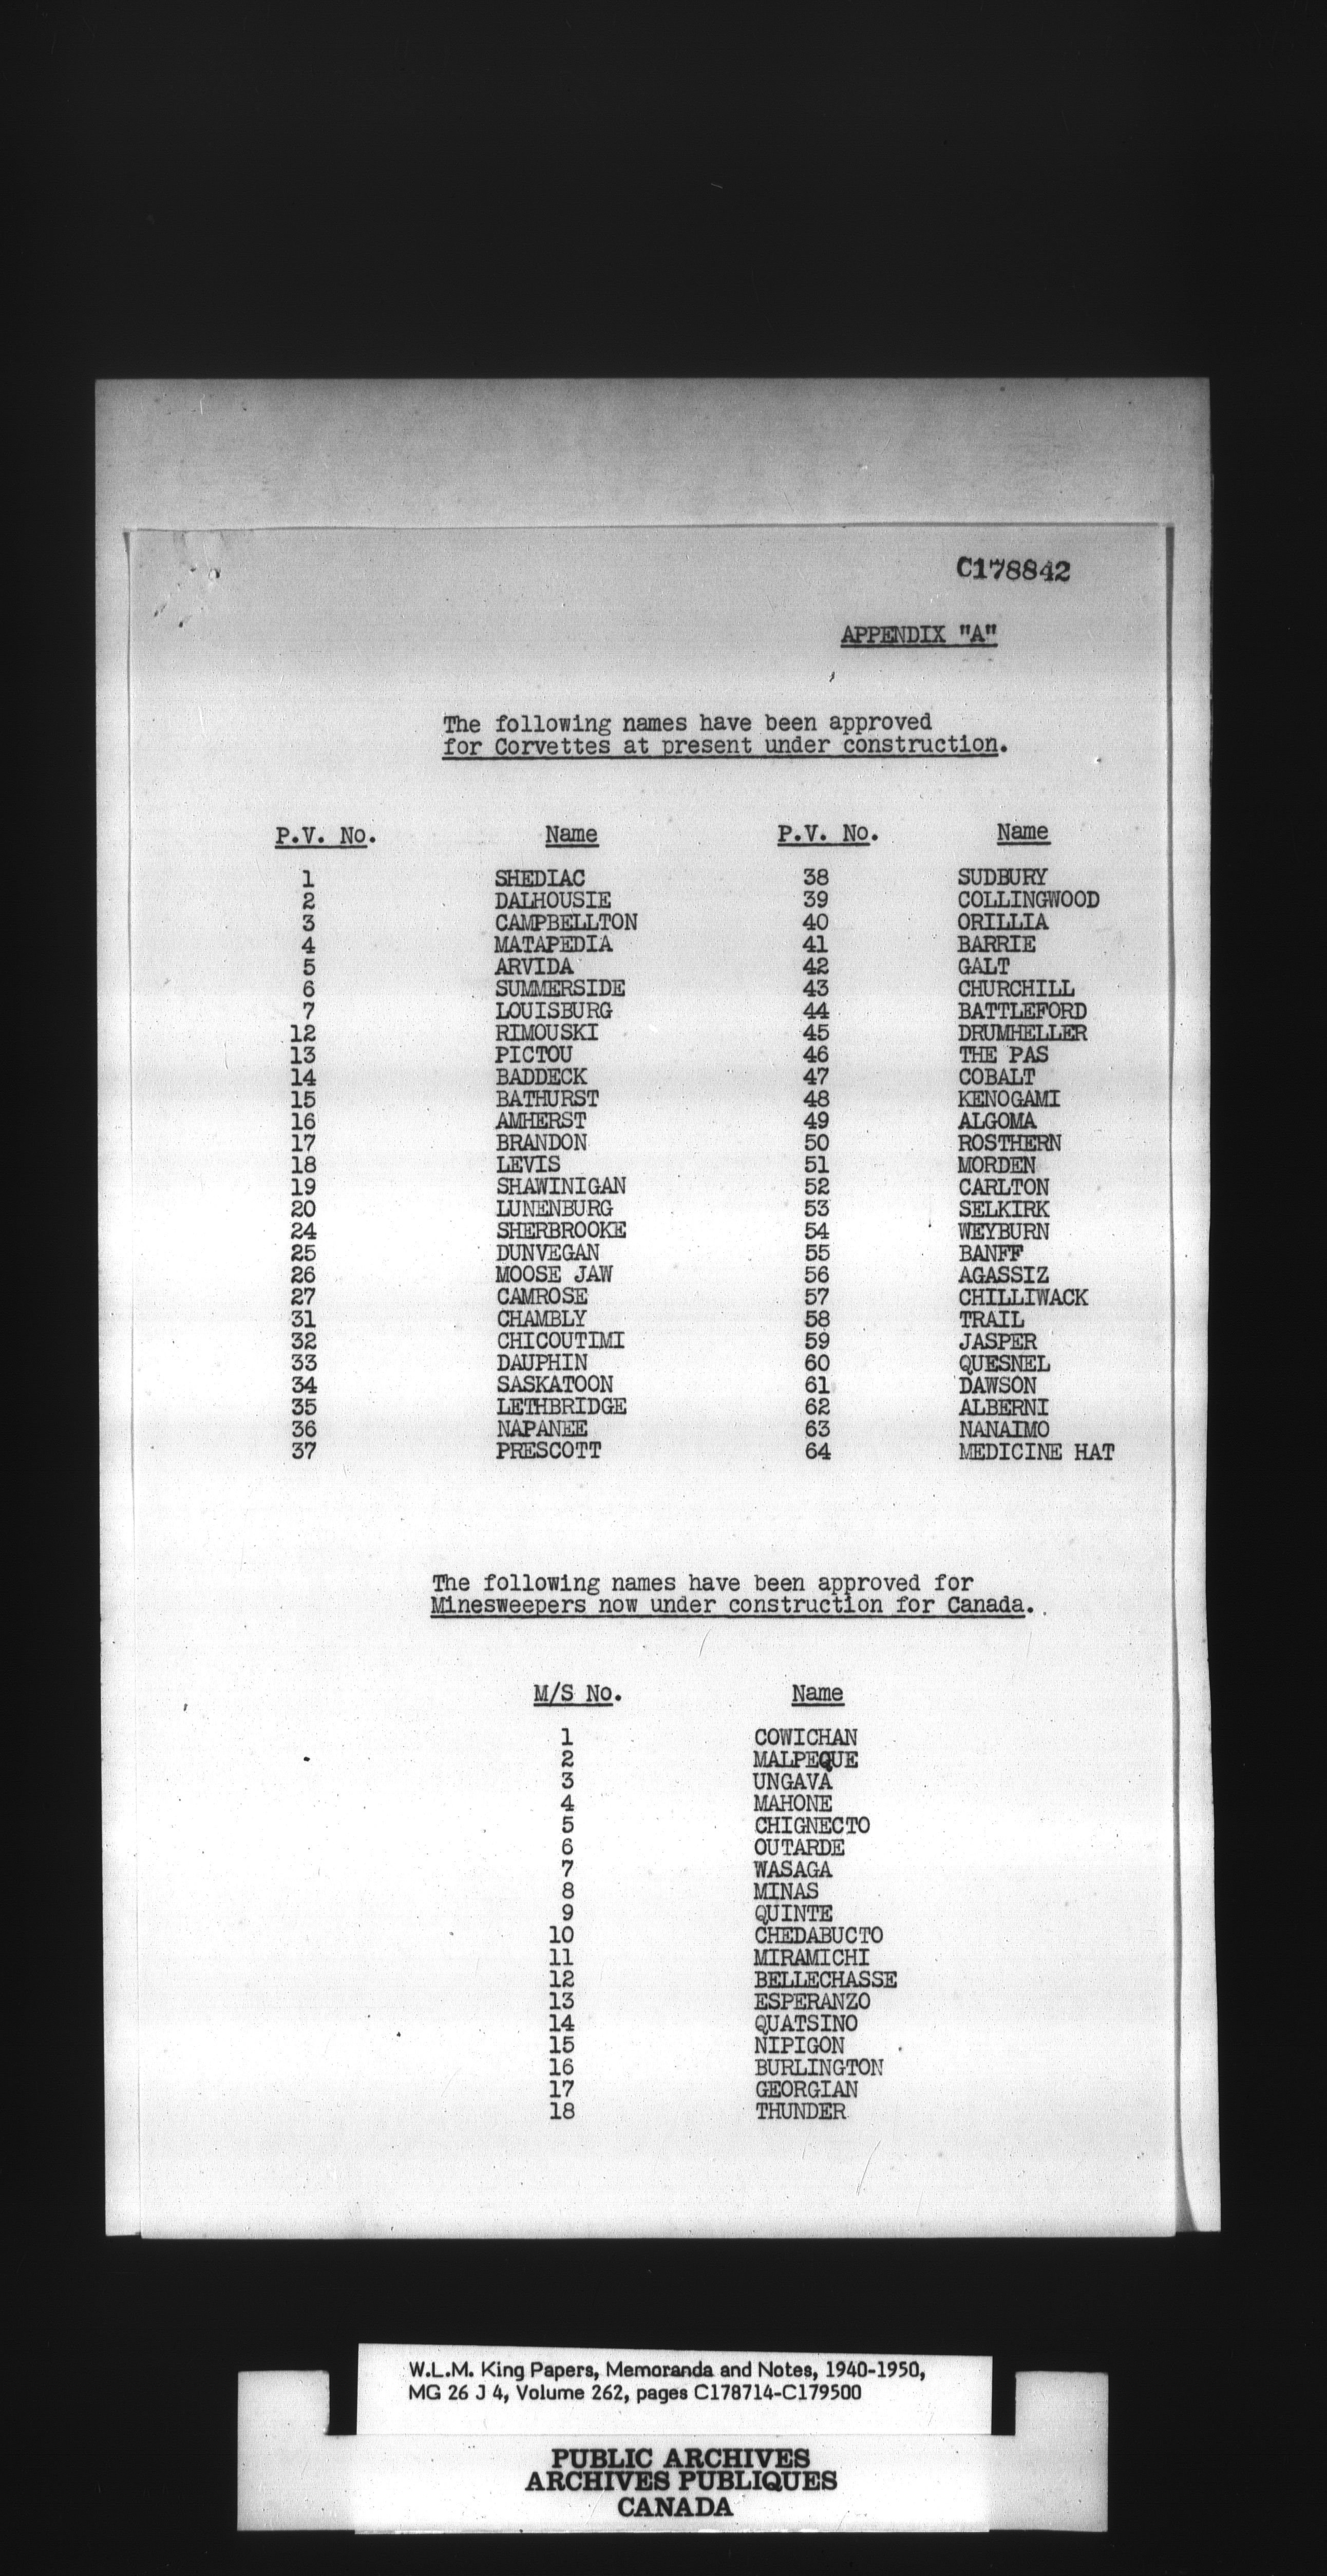 C178842
APPENDIX "A"
The following names have been approved
for Corvettes at present under construction.
P.V. No. Name P.V. No. Name
1 SHEDIAC 38 SUDBURY
2 DALHOUSIE 39 COLLINGWOOD
3 CAMPBELLTON 40 ORILLIA
4 MATAPEDIA 41 BARRIE
5 ARVIDA 42 GALT
6 SUMMERSIDE 43 CHURCHILL
7 LOUISBURG 44 BATTLEFORD
12 RIMOUSKI 45 DRUMHELLER
13 PICTOU 46 THE PAS
14 BADDECK 47 COBALT
15 BATHURST 48 KENOGAMI
16 AMHERST 49 ALGOMA
17 BRANDON 50 ROSTHERN
18 LEVIS 51 MORDEN
19 SHAWINIGAN 52 CARLTON
20 LUNENBURG 53 SELKIRK
24 SHERBROOKE 54 WEYBURN
25 DUNVEGAN 55 BANFF
26 MOOSE JAW 56 AGASSIZ
27 CAMROSE 57 CHILLIWACK
31 CHAMBLY 58 TRAIL
32 CHICOUTIMI 59 JASPER
33 DAUPHIN 60 QUESNEL
34 SASKATOON 61 DAWSON
35 LETHBRIDGE 62 ALBERNI
36 NAPANEE 63 NANAIMO
37 PRESCOTT 64 MEDICINE HAT
The following names have been approved for
Minesweepers now under construction for Canada.
M/S No. Name
1 COWICHAN
2 MALPEQUE
3 UNGAVA
4 MAHONE
5 CHIGNECTO
6 OUTARDE
7 WASAGA
8 MINAS
9 QUINTE
10 CHEDABUCTO
11 MIRAMICHI
12 BELLECHASSE
13 ESPERANZO
14 QUATSINO
15 NIPIGON
16 BURLINGTON
17 GEORGIAN
18 THUNDER
W.L.M. King Papers, Memoranda and Notes, 1940-1950,
MG 26 J 4, Volume 262, pages C178714-C179500
PUBLIC ARCHIVES
ARCHIVES PUBLIQUES
CANADA